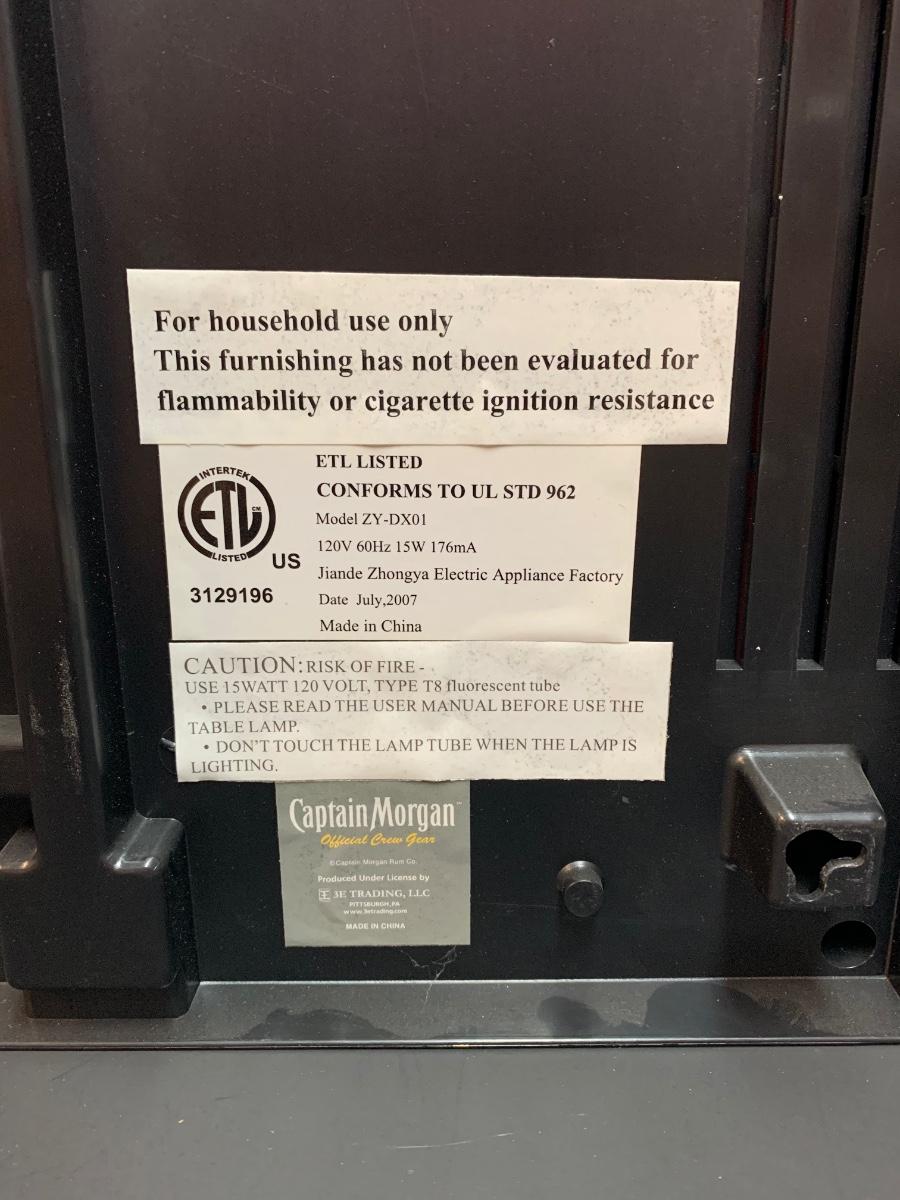 For household use only
This furnishing has not been evaluated for
flammability or cigarette ignition resistance
INTERTEK
ETL CM
LISTED
US
3129196
ETL LISTED
CONFORMS TO UL STD 962
Model ZY-DX01
120V 60Hz 15W 176mA
Jiande Zhongya Electric Appliance Factory
Date July,2007
Made in China
CAUTION: RISK OF FIRE -
USE 15WATT 120 VOLT, TYPE T8 fluorescent tube
• PLEASE READ THE USER MANUAL BEFORE USE THE
TABLE LAMP.
• DON'T TOUCH THE LAMP TUBE WHEN THE LAMP IS
LIGHTING.
Captain Morgan™
Official Crew Gear
©Captain Morgan Rum Co.
Produced Under License by
3E TRADING, LLC
PITTSBURGH, PA
www.3etrading.com
MADE IN CHINA